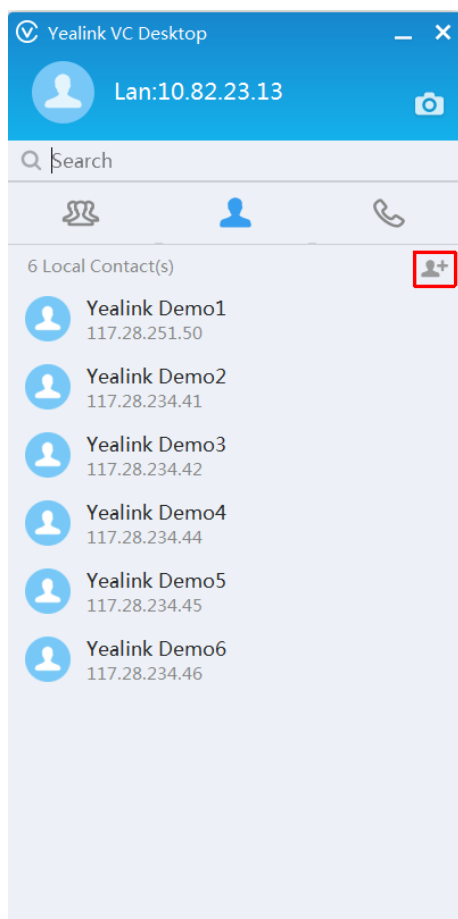 Yealink VC Desktop
Lan:10.82.23.13
Search
6 Local Contact(s)
Yealink Demo1
117.28.251.50
Yealink Demo2
117.28.234.41
Yealink Demo3
117.28.234.42
Yealink Demo4
117.28.234.44
Yealink Demo5
117.28.234.45
Yealink Demo6
117.28.234.46